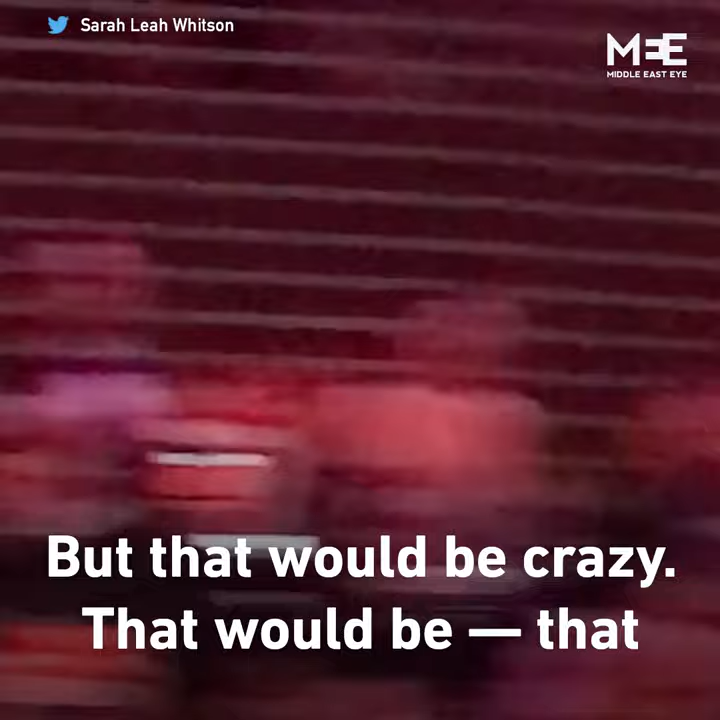 Sarah Leah Whitson
MEE
MIDDLE EAST EYE
But that would be crazy.
That would be — that